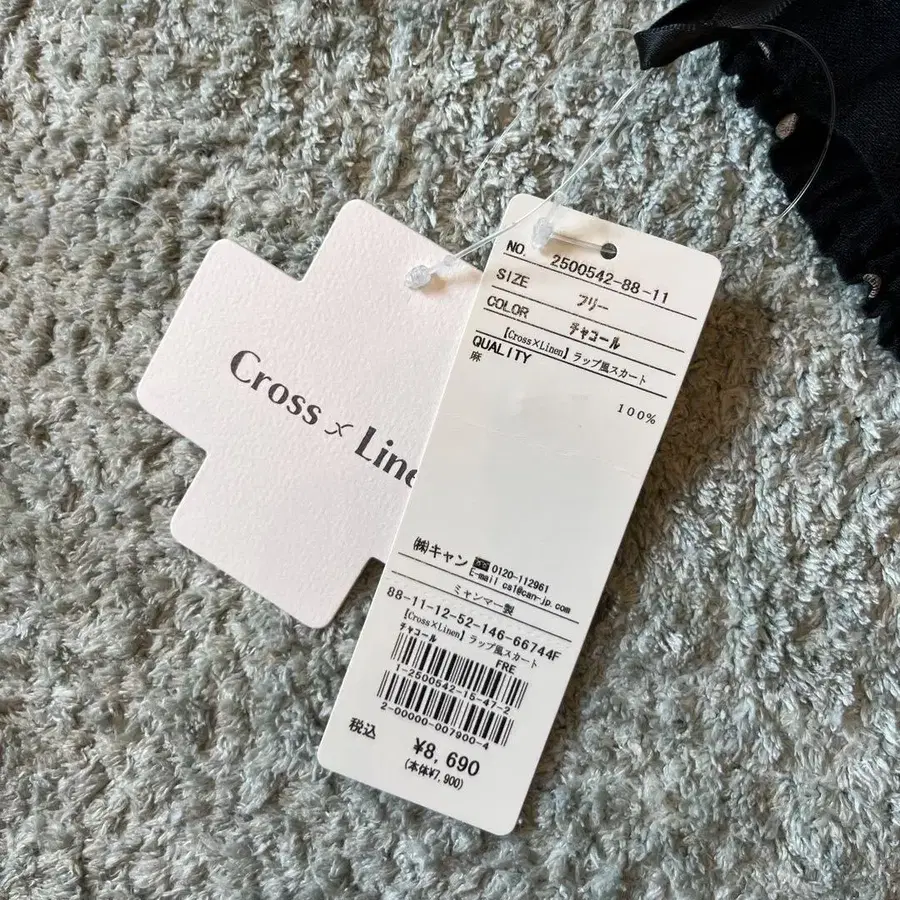 Cross × Line
NO. 2500542-88-11
SIZE フリー
COLOR チャコール
【Cross×Linen】ラップ風スカート
QUALITY
麻
100%
㈱キャン ☎0120-112961
E-mail cs1@can-jp.com
ミャンマー製
88-11-12-52-146-66744F
【Cross×Linen】ラップ風スカート
チャコール
FRE
1-2500542-15-47-2
2-00000-007900-4
税込 ¥8,690
(本体¥7,900)